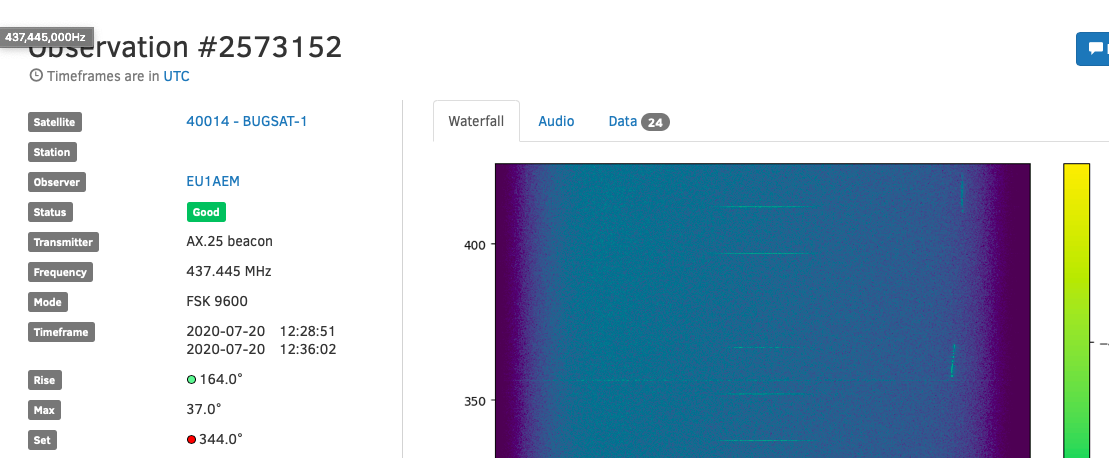 437,445,000Hz
Observation #2573152
Timeframes are in UTC
Satellite 40014 - BUGSAT-1
Station
Observer EU1AEM
Status Good
Transmitter AX.25 beacon
Frequency 437.445 MHz
Mode FSK 9600
Timeframe 2020-07-20 12:28:51
2020-07-20 12:36:02
Rise 164.0°
Max 37.0°
Set 344.0°
Waterfall Audio Data 24
400
350